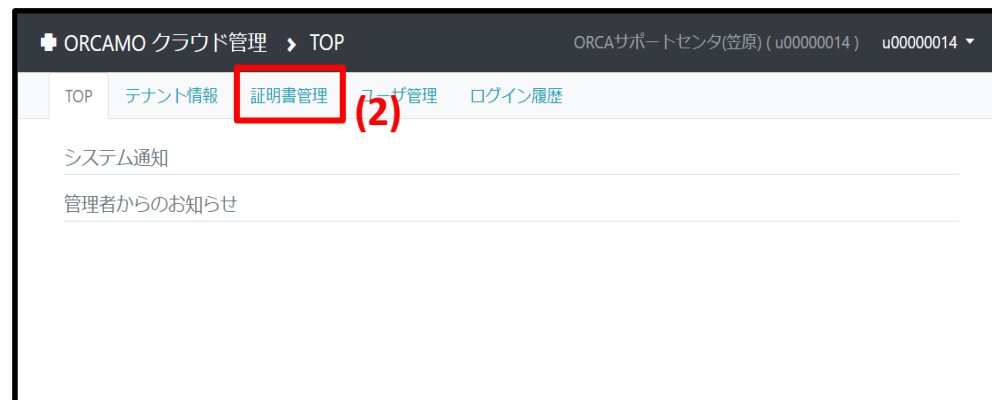 ORCAMO クラウド管理 › TOP ORCAサポートセンタ(笠原) ( u00000014 ) u00000014
TOP テナント情報 証明書管理 ユーザ管理 ログイン履歴
(2)
システム通知
管理者からのお知らせ